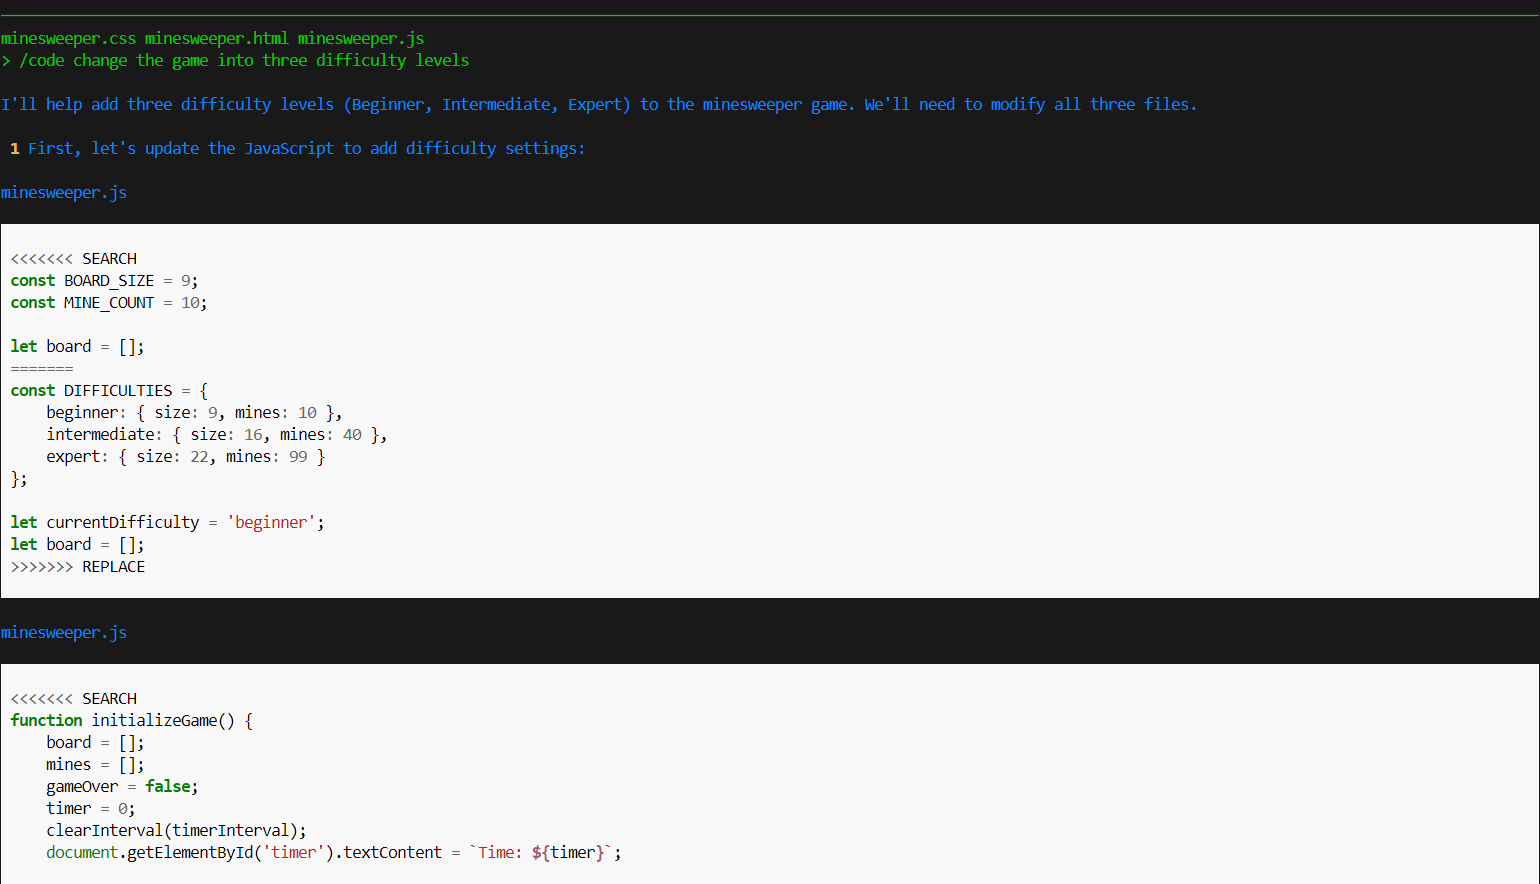 minesweeper.css minesweeper.html minesweeper.js
> /code change the game into three difficulty levels
I'll help add three difficulty levels (Beginner, Intermediate, Expert) to the minesweeper game. We'll need to modify all three files.
1 First, let's update the JavaScript to add difficulty settings:
minesweeper.js
<<<<<<< SEARCH
const BOARD_SIZE = 9;
const MINE_COUNT = 10;
let board = [];
=======
const DIFFICULTIES = {
    beginner: { size: 9, mines: 10 },
    intermediate: { size: 16, mines: 40 },
    expert: { size: 22, mines: 99 }
};
let currentDifficulty = 'beginner';
let board = [];
>>>>>>> REPLACE
minesweeper.js
<<<<<<< SEARCH
function initializeGame() {
    board = [];
    mines = [];
    gameOver = false;
    timer = 0;
    clearInterval(timerInterval);
    document.getElementById('timer').textContent = `Time: ${timer}`;